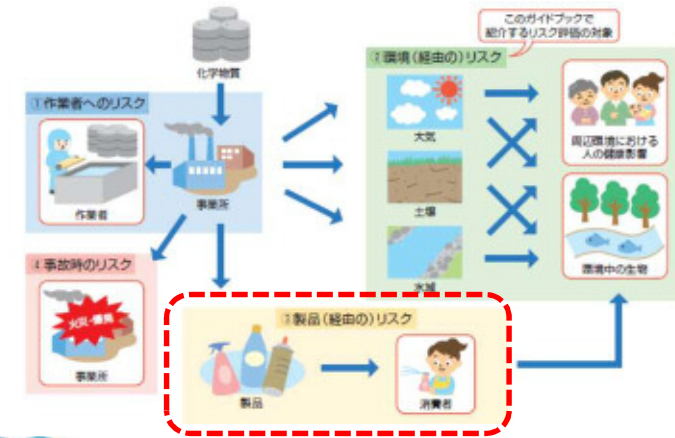 このガイドブックで
紹介するリスク評価の対象
化学物質
②環境(経由の)リスク
①作業者へのリスク
大気
周辺環境における
人の健康影響
作業者
事業所
土壌
④事故時のリスク
水域
環境中の生物
火災・爆発
③製品(経由の)リスク
事業所
製品
消費者